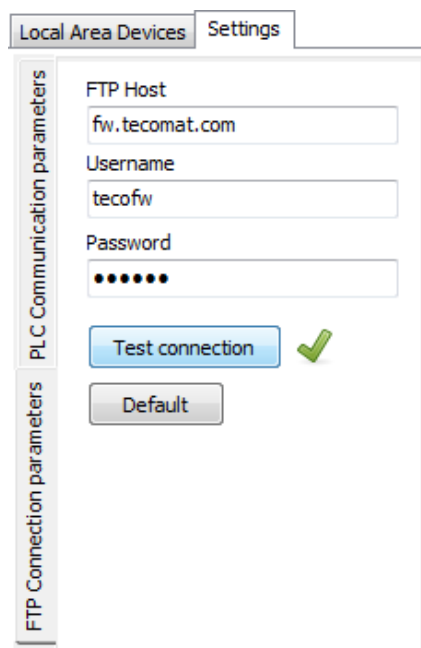 Local Area Devices
Settings
PLC Communication parameters
FTP Connection parameters
FTP Host
fw.tecomat.com
Username
tecofw
Password
••••••
Test connection
Default